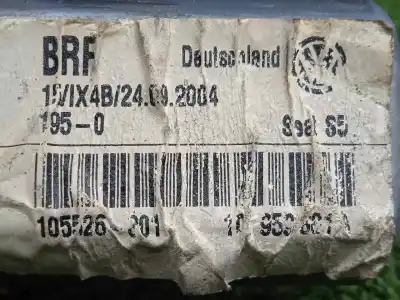 BRF Deutschland
15/IX4B/24.09.2004
195-0 Seat S5
105526- 201